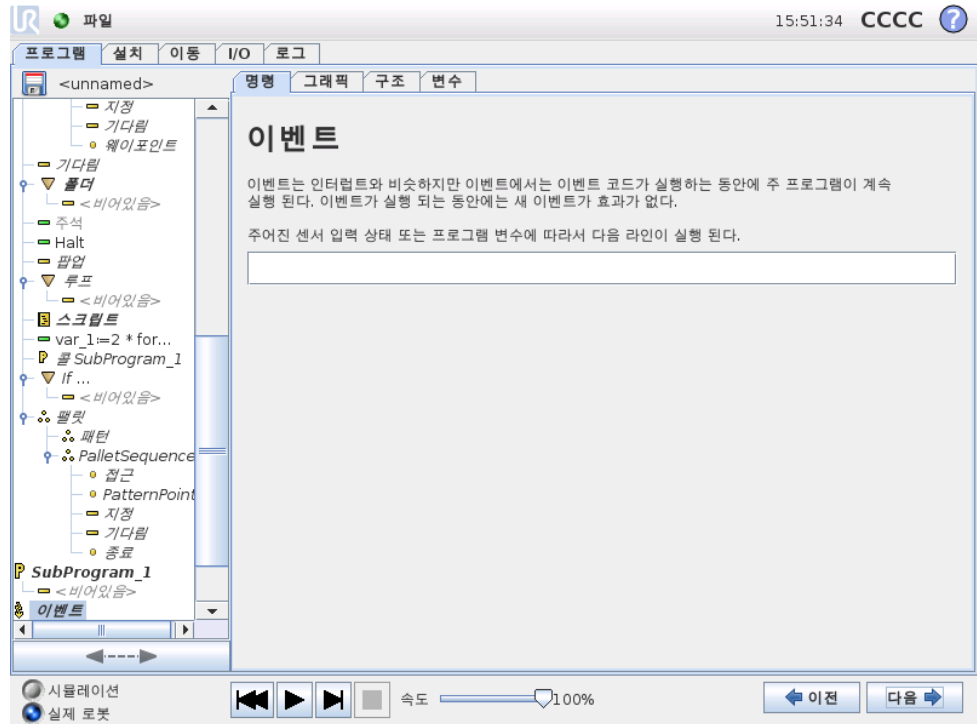 UR 파일 15:51:34 CCCC ?
프로그램 설치 이동 I/O 로그
<unnamed>
명령 그래픽 구조 변수
지정
기다림
웨이포인트
기다림
폴더
<비어있음>
주석
Halt
팝업
루프
<비어있음>
스크립트
var_1:=2 * for...
콜 SubProgram_1
If ...
<비어있음>
팰릿
패턴
PalletSequence
접근
PatternPoint
지정
기다림
종료
SubProgram_1
<비어있음>
이벤트
이벤트
이벤트는 인터럽트와 비슷하지만 이벤트에서는 이벤트 코드가 실행하는 동안에 주 프로그램이 계속
실행 된다. 이벤트가 실행 되는 동안에는 새 이벤트가 효과가 없다.
주어진 센서 입력 상태 또는 프로그램 변수에 따라서 다음 라인이 실행 된다.
시뮬레이션
실제 로봇
속도 100%
이전 다음